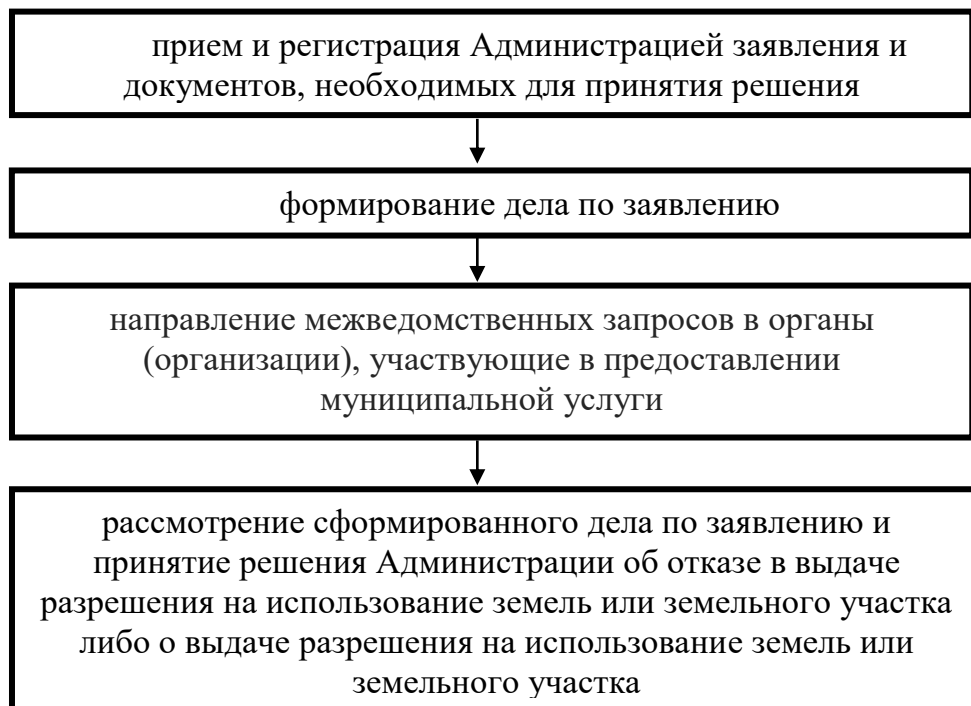 прием и регистрация Администрацией заявления и
документов, необходимых для принятия решения
формирование дела по заявлению
направление межведомственных запросов в органы
(организации), участвующие в предоставлении
муниципальной услуги
рассмотрение сформированного дела по заявлению и
принятие решения Администрации об отказе в выдаче
разрешения на использование земель или земельного участка
либо о выдаче разрешения на использование земель или
земельного участка